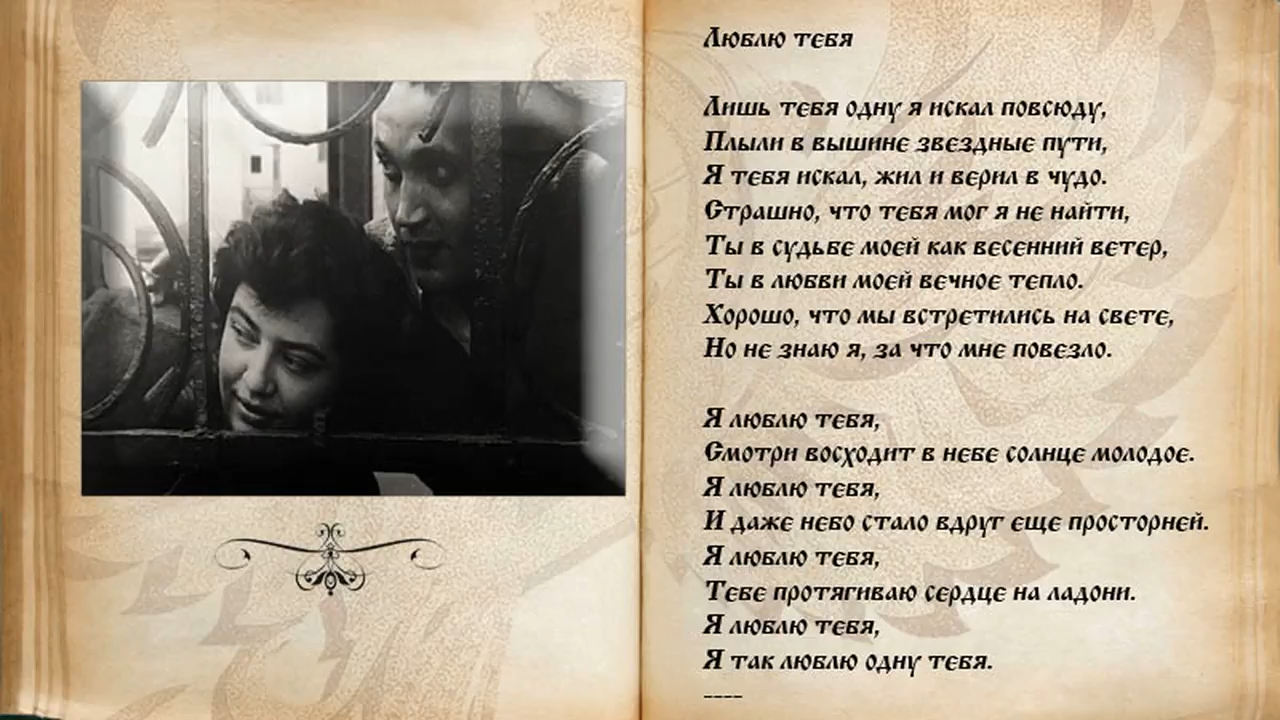 Люблю тебя
Лишь тебя одну я искал повсюду,
Плыли в вышине звездные пути,
Я тебя искал, жил и верил в чудо.
Страшно, что тебя мог я не найти,
Ты в судьбе моей как весенний ветер,
Ты в любви моей вечное тепло.
Хорошо, что мы встретились на свете,
Но не знаю я, за что мне повезло.
Я люблю тебя,
Смотри восходит в небе солнце молодое.
Я люблю тебя,
И даже небо стало вдруг еще просторней.
Я люблю тебя,
Тебе протягиваю сердце на ладони.
Я люблю тебя,
Я так люблю одну тебя.
----